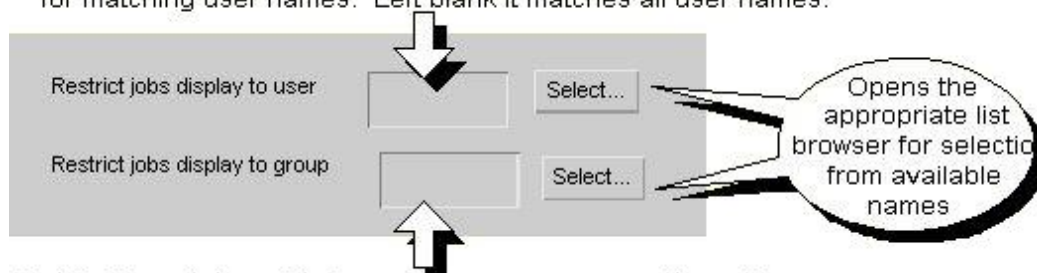 for matching user names. Left blank it matches all user names.
Restrict jobs display to user
Select...
Opens the
appropriate list
browser for selectio
from available
names
Restrict jobs display to group
Select...